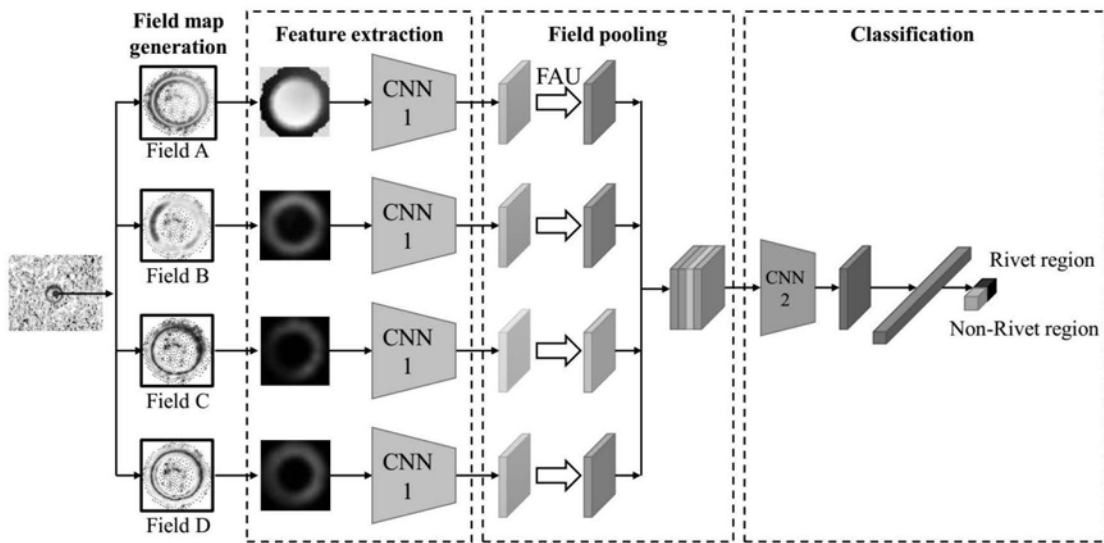 Field map
generation
Feature extraction
Field pooling
Classification
FAU
CNN
1
Field A
CNN
1
Field B
CNN
2
Rivet region
Non-Rivet region
CNN
1
Field C
CNN
1
Field D